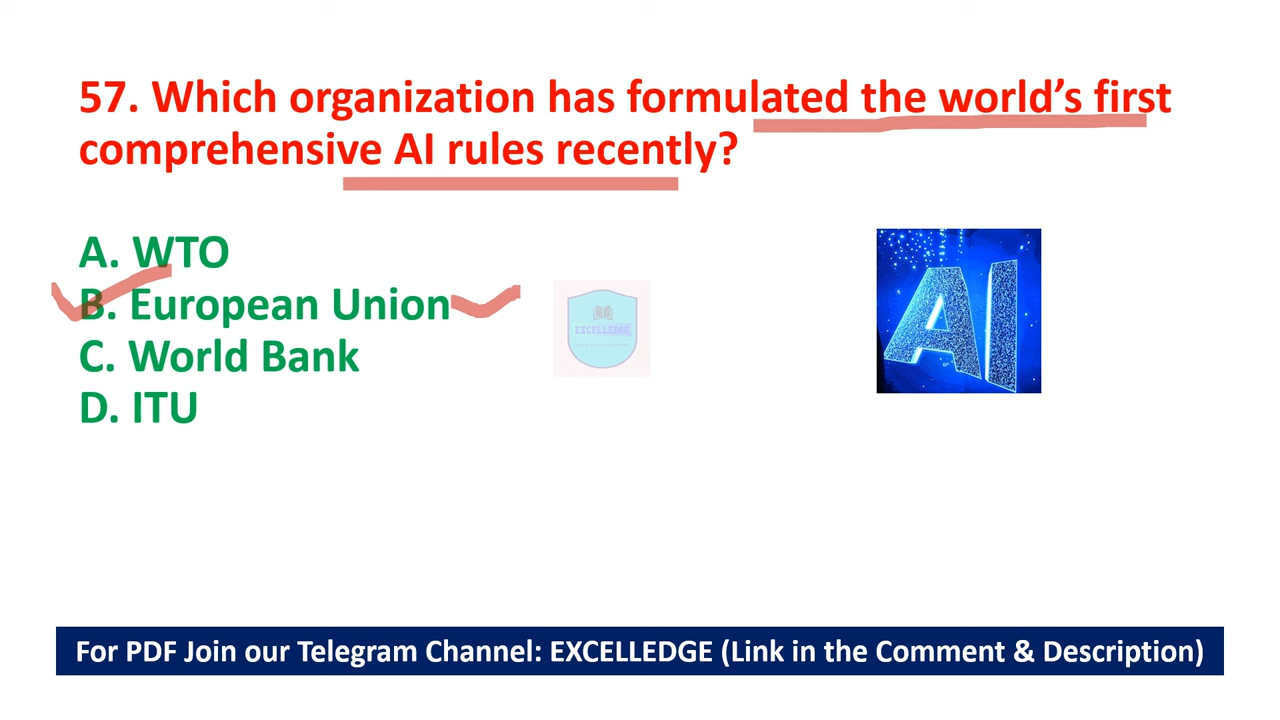 57. Which organization has formulated the world's first
comprehensive AI rules recently?
A. WTO
B. European Union
C. World Bank
D. ITU
EXCELLEDGE
AI
For PDF Join our Telegram Channel: EXCELLEDGE (Link in the Comment & Description)